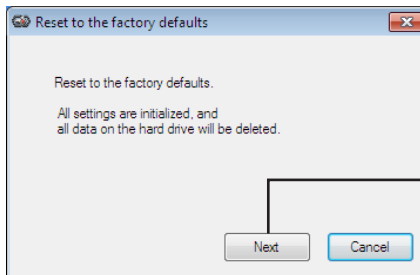 Reset to the factory defaults
Reset to the factory defaults.
All settings are initialized, and
all data on the hard drive will be deleted.
Next
Cancel